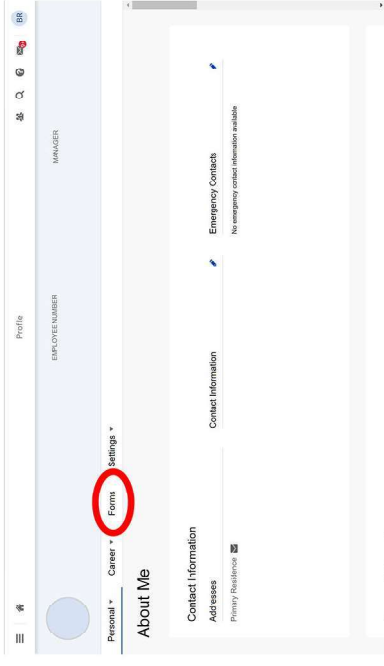 Profile
BR
EMPLOYEE NUMBER
MANAGER
Personal
Career
Forms
Settings
About Me
Contact Information
Addresses
Contact Information
Emergency Contacts
Primary Residence
No emergency contact information available